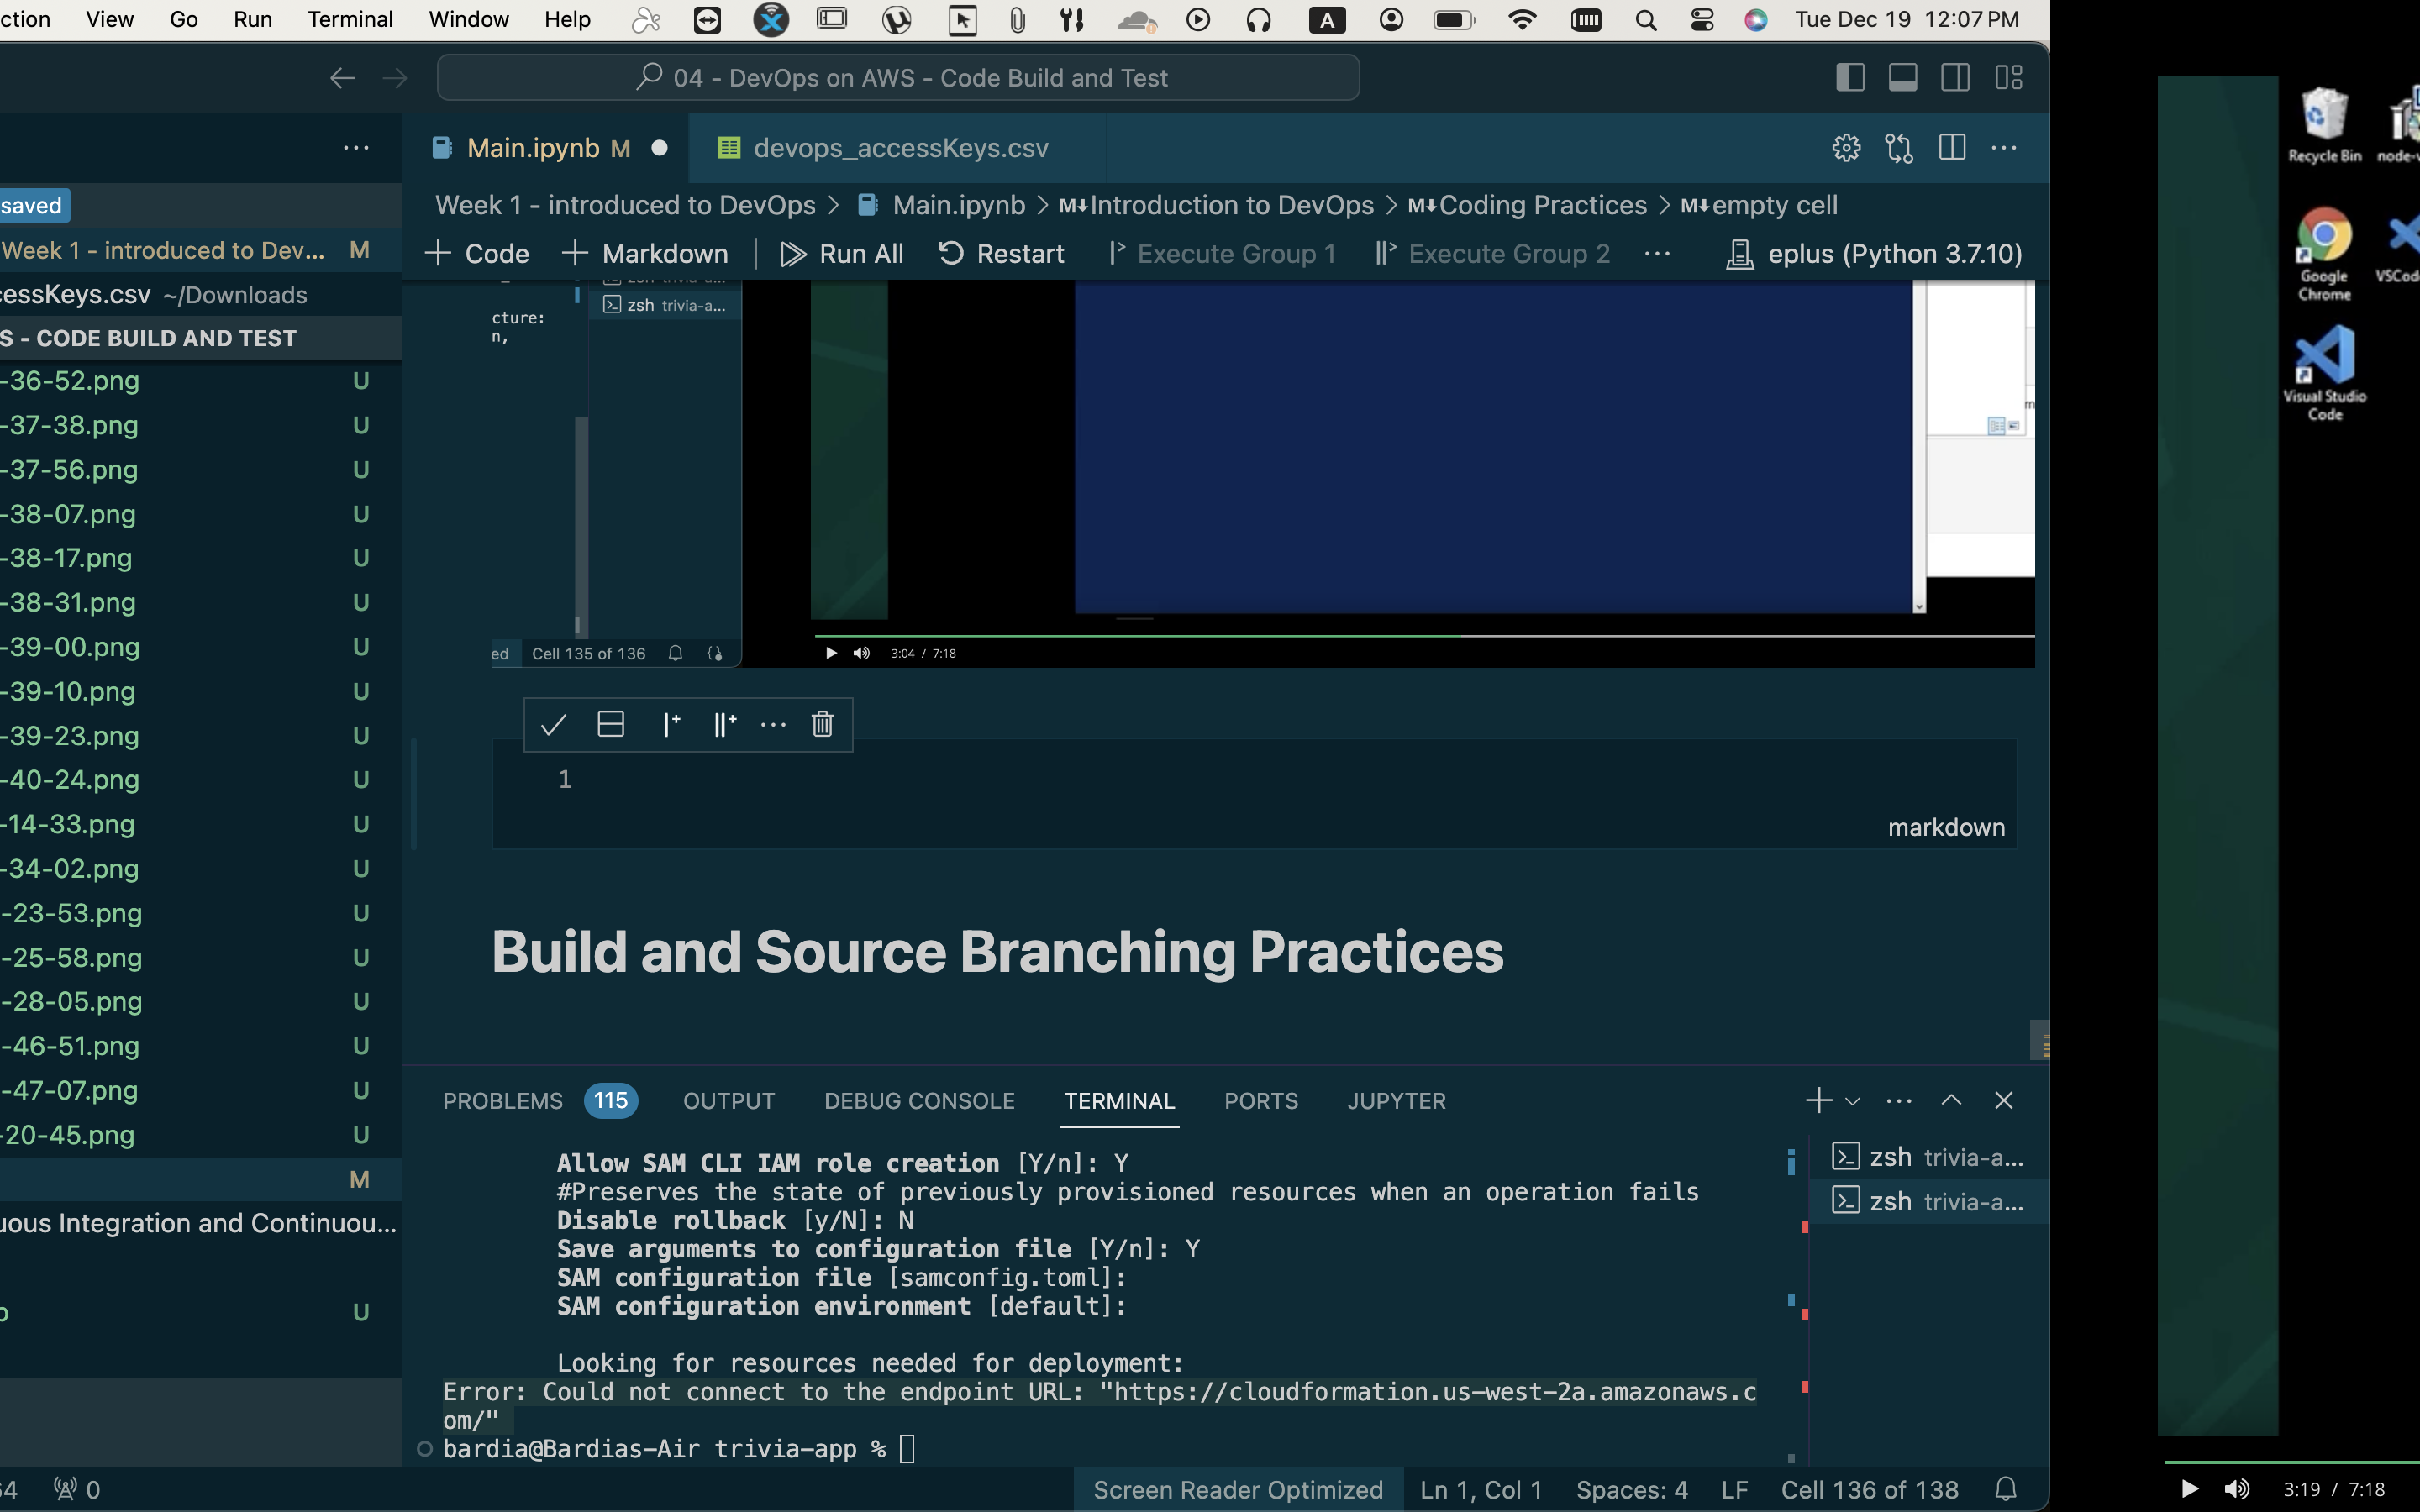 ction View Go Run Terminal Window Help A Tue Dec 19 12:07 PM
04 - DevOps on AWS - Code Build and Test
Main.ipynb M devops_accessKeys.csv
saved
Week 1 - introduced to DevOps > Main.ipynb > M↓Introduction to DevOps > M↓Coding Practices > M↓empty cell
Week 1 - introduced to Dev... M
Code Markdown Run All Restart Execute Group 1 Execute Group 2 ... eplus (Python 3.7.10)
cessKeys.csv ~/Downloads
S - CODE BUILD AND TEST
-36-52.png U
-37-38.png U
-37-56.png U
-38-07.png U
-38-17.png U
-38-31.png U
-39-00.png U
-39-10.png U
-39-23.png U
-40-24.png U
-14-33.png U
-34-02.png U
-23-53.png U
-25-58.png U
-28-05.png U
-46-51.png U
-47-07.png U
-20-45.png U
M
uous Integration and Continuou...
U
64 0
zsh trivia-a...
cture:
n,
ed Cell 135 of 136
3:04 / 7:18
1
markdown
Build and Source Branching Practices
PROBLEMS 115 OUTPUT DEBUG CONSOLE TERMINAL PORTS JUPYTER
Allow SAM CLI IAM role creation [Y/n]: Y
#Preserves the state of previously provisioned resources when an operation fails
Disable rollback [y/N]: N
Save arguments to configuration file [Y/n]: Y
SAM configuration file [samconfig.toml]:
SAM configuration environment [default]:
Looking for resources needed for deployment:
Error: Could not connect to the endpoint URL: "https://cloudformation.us-west-2a.amazonaws.c
om/"
bardia@Bardias-Air trivia-app %
zsh trivia-a...
zsh trivia-a...
Screen Reader Optimized Ln 1, Col 1 Spaces: 4 LF Cell 136 of 138
Recycle Bin node-v
Google
Chrome
VSCod
Visual Studio
Code
3:19 / 7:18